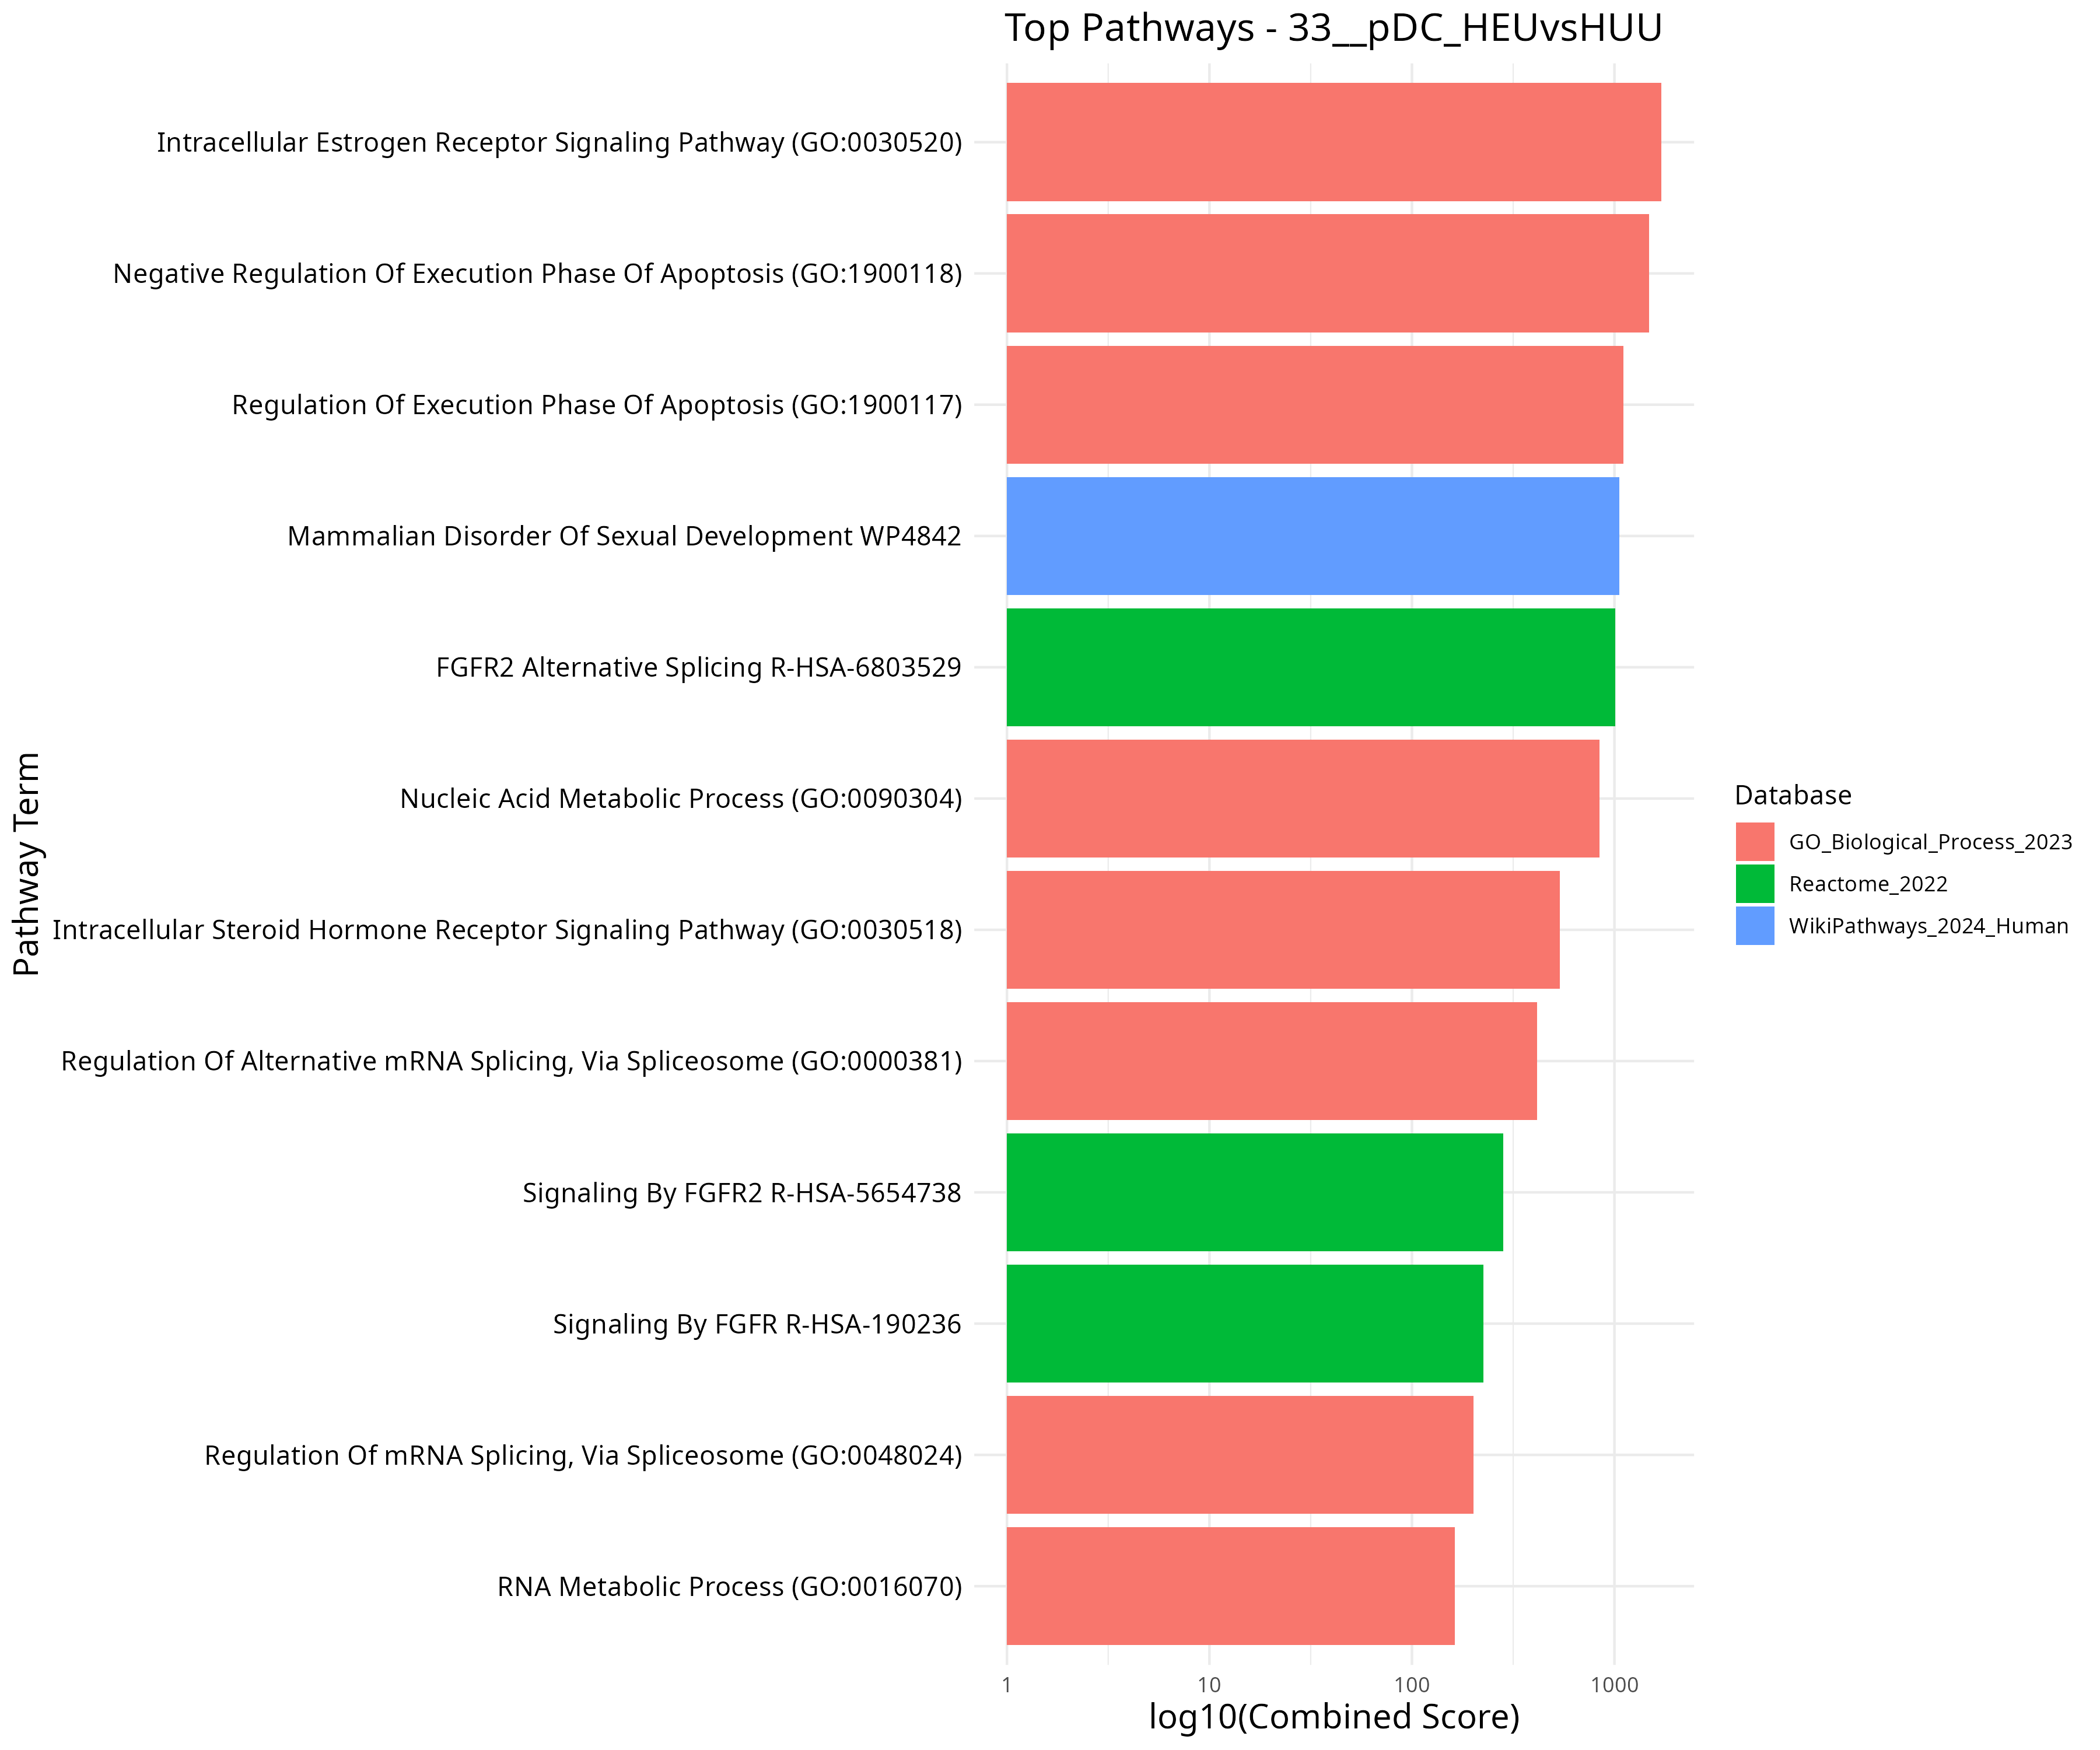 Top Pathways - 33__pDC_HEUvsHUU
Intracellular Estrogen Receptor Signaling Pathway (GO:0030520)
Negative Regulation Of Execution Phase Of Apoptosis (GO:1900118)
Regulation Of Execution Phase Of Apoptosis (GO:1900117)
Mammalian Disorder Of Sexual Development WP4842
FGFR2 Alternative Splicing R-HSA-6803529
Nucleic Acid Metabolic Process (GO:0090304)
Intracellular Steroid Hormone Receptor Signaling Pathway (GO:0030518)
Regulation Of Alternative mRNA Splicing, Via Spliceosome (GO:0000381)
Signaling By FGFR2 R-HSA-5654738
Signaling By FGFR R-HSA-190236
Regulation Of mRNA Splicing, Via Spliceosome (GO:0048024)
RNA Metabolic Process (GO:0016070)
Pathway Term
1 10 100 1000
log10(Combined Score)
Database
GO_Biological_Process_2023
Reactome_2022
WikiPathways_2024_Human